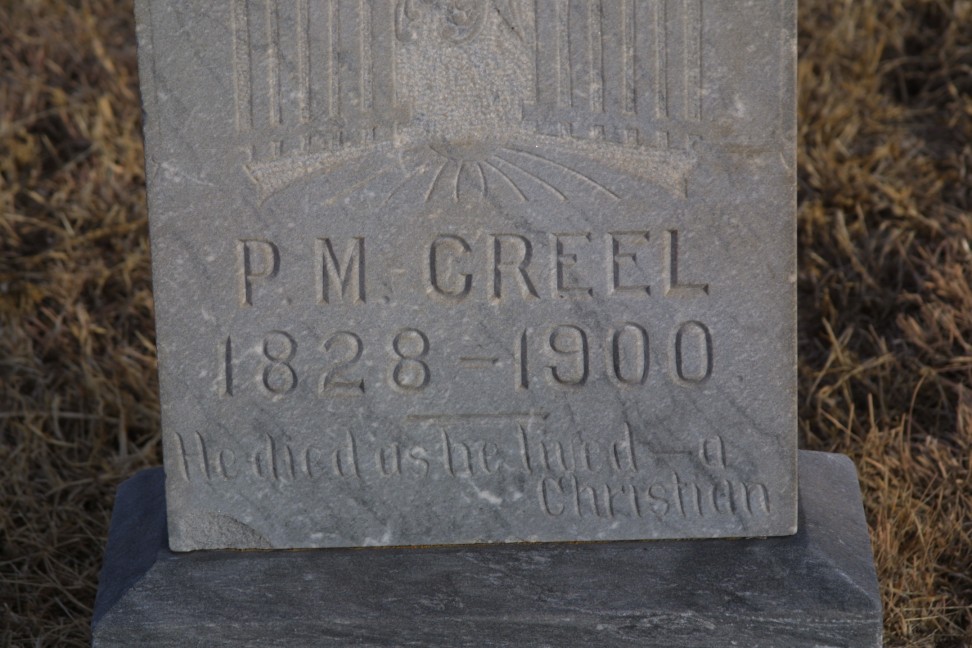 P. M. CREEL
1828 - 1900
He died as he lived - a
Christian